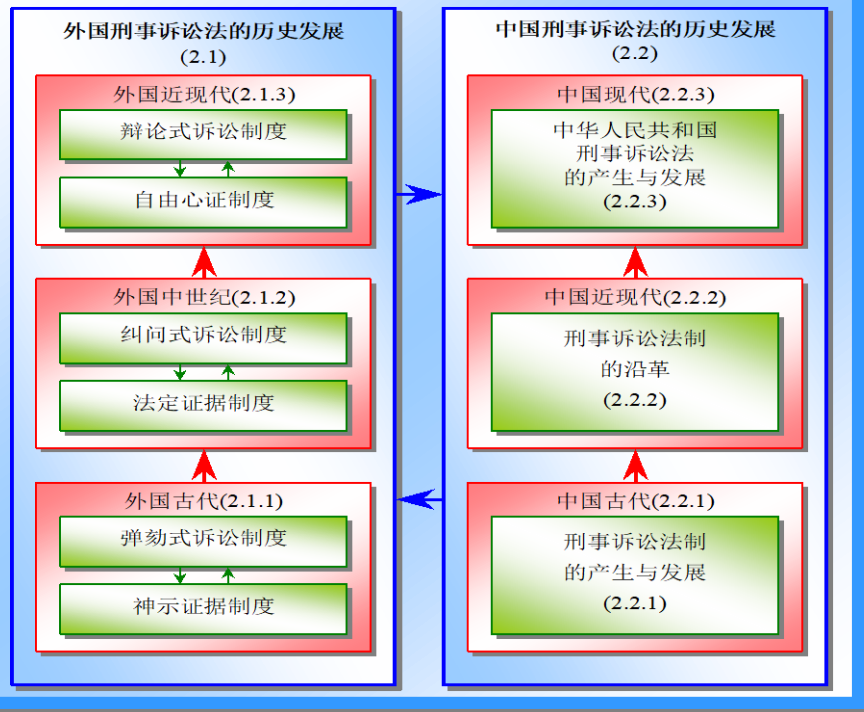 外国刑事诉讼法的历史发展
(2.1)
外国近现代(2.1.3)
辩论式诉讼制度
自由心证制度
外国中世纪(2.1.2)
纠问式诉讼制度
法定证据制度
外国古代(2.1.1)
弹劾式诉讼制度
神示证据制度
中国刑事诉讼法的历史发展
(2.2)
中国现代(2.2.3)
中华人民共和国
刑事诉讼法
的产生与发展
(2.2.3)
中国近现代(2.2.2)
刑事诉讼法制
的沿革
(2.2.2)
中国古代(2.2.1)
刑事诉讼法制
的产生与发展
(2.2.1)